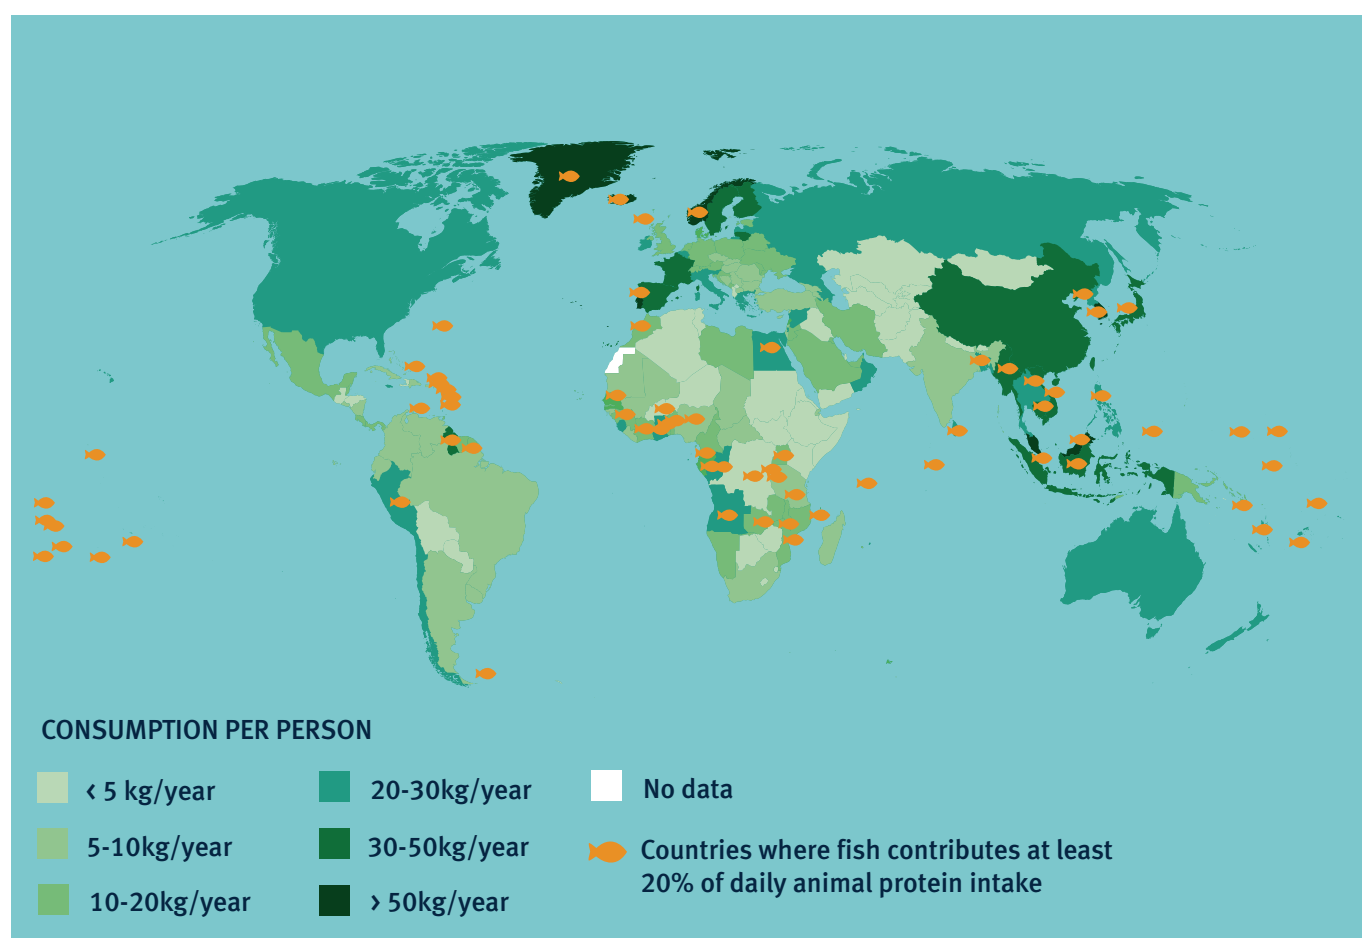 CONSUMPTION PER PERSON
< 5 kg/year
5-10kg/year
10-20kg/year
20-30kg/year
30-50kg/year
> 50kg/year
No data
Countries where fish contributes at least
20% of daily animal protein intake